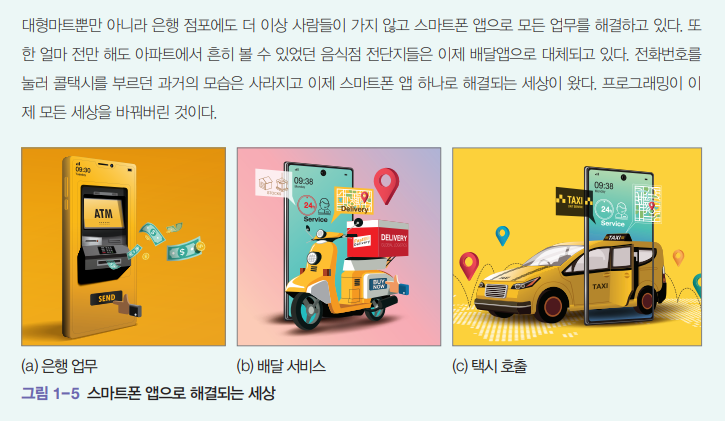 대형마트뿐만 아니라 은행 점포에도 더 이상 사람들이 가지 않고 스마트폰 앱으로 모든 업무를 해결하고 있다. 또
한 얼마 전만 해도 아파트에서 흔히 볼 수 있었던 음식점 전단지들은 이제 배달앱으로 대체되고 있다. 전화번호를
눌러 콜택시를 부르던 과거의 모습은 사라지고 이제 스마트폰 앱 하나로 해결되는 세상이 왔다. 프로그래밍이 이
제 모든 세상을 바꿔버린 것이다.
09:30
ATM
SEND
09:38
24h
Service
Delivery
DELIVERY
BUY NOW
09:38
TAXI
24h
Service
TAXI
TAXI
(a) 은행 업무
(b) 배달 서비스
(c) 택시 호출
그림 1-5 스마트폰 앱으로 해결되는 세상